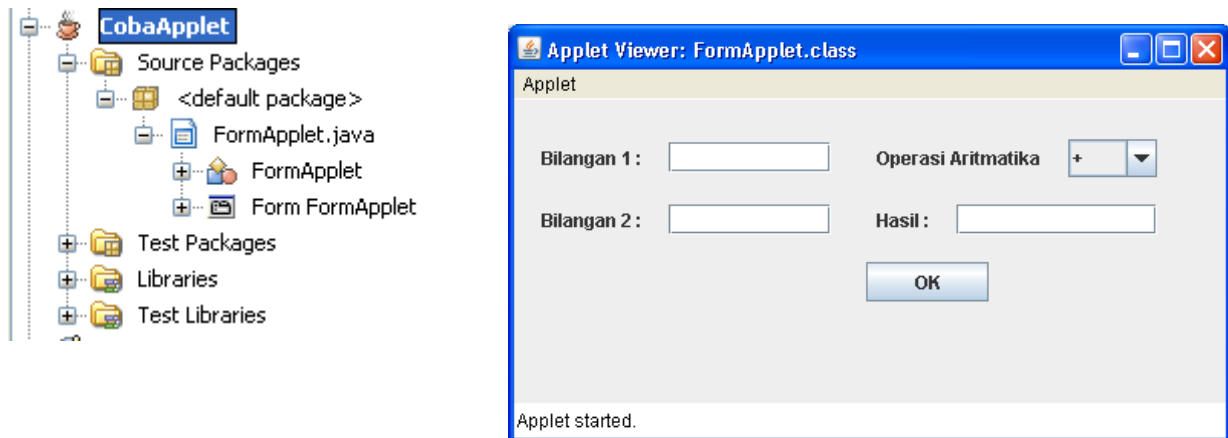 CobaApplet
Source Packages
<default package>
FormApplet.java
FormApplet
Form FormApplet
Test Packages
Libraries
Test Libraries
Applet Viewer: FormApplet.class
Applet
Bilangan 1 : Operasi Aritmatika +
Bilangan 2 : Hasil :
OK
Applet started.